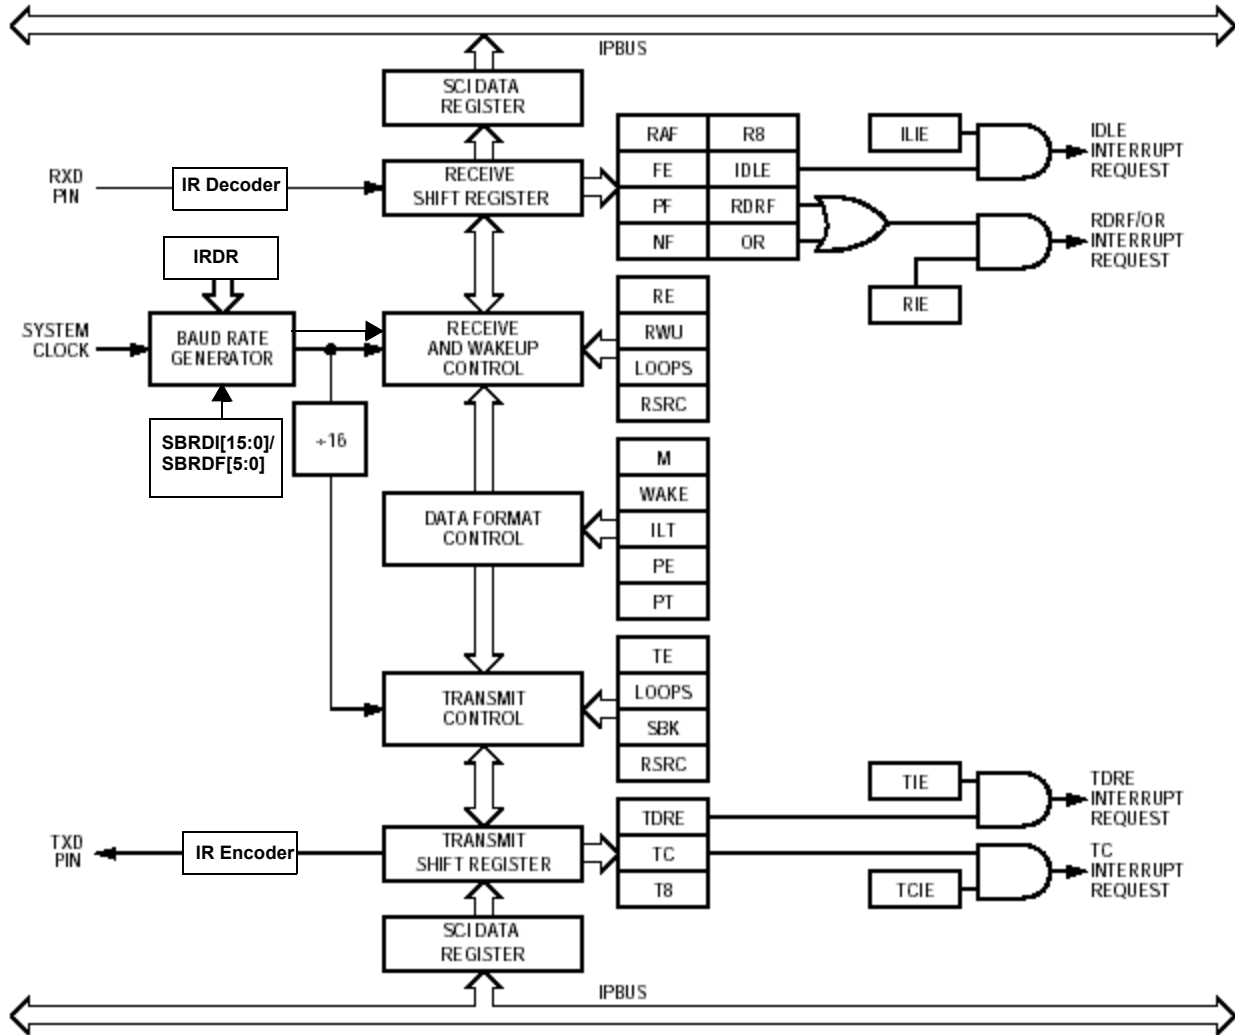 IPBUS
SCI DATA
REGISTER
RAF
R8
ILIE
IDLE
INTERRUPT
REQUEST
RXD
PIN
IR Decoder
RECEIVE
SHIFT REGISTER
FE
IDLE
PF
RDRF
NF
OR
RDRF/OR
INTERRUPT
REQUEST
IRDR
RIE
SYSTEM
CLOCK
BAUD RATE
GENERATOR
RECEIVE
AND WAKEUP
CONTROL
RE
RWU
LOOPS
RSRC
SBRDI[15:0]/
SBRDF[5:0]
÷16
DATA FORMAT
CONTROL
M
WAKE
ILT
PE
PT
TRANSMIT
CONTROL
TE
LOOPS
SBK
RSRC
TIE
TDRE
INTERRUPT
REQUEST
TXD
PIN
IR Encoder
TRANSMIT
SHIFT REGISTER
TDRE
TC
T8
TCIE
TC
INTERRUPT
REQUEST
SCI DATA
REGISTER
IPBUS